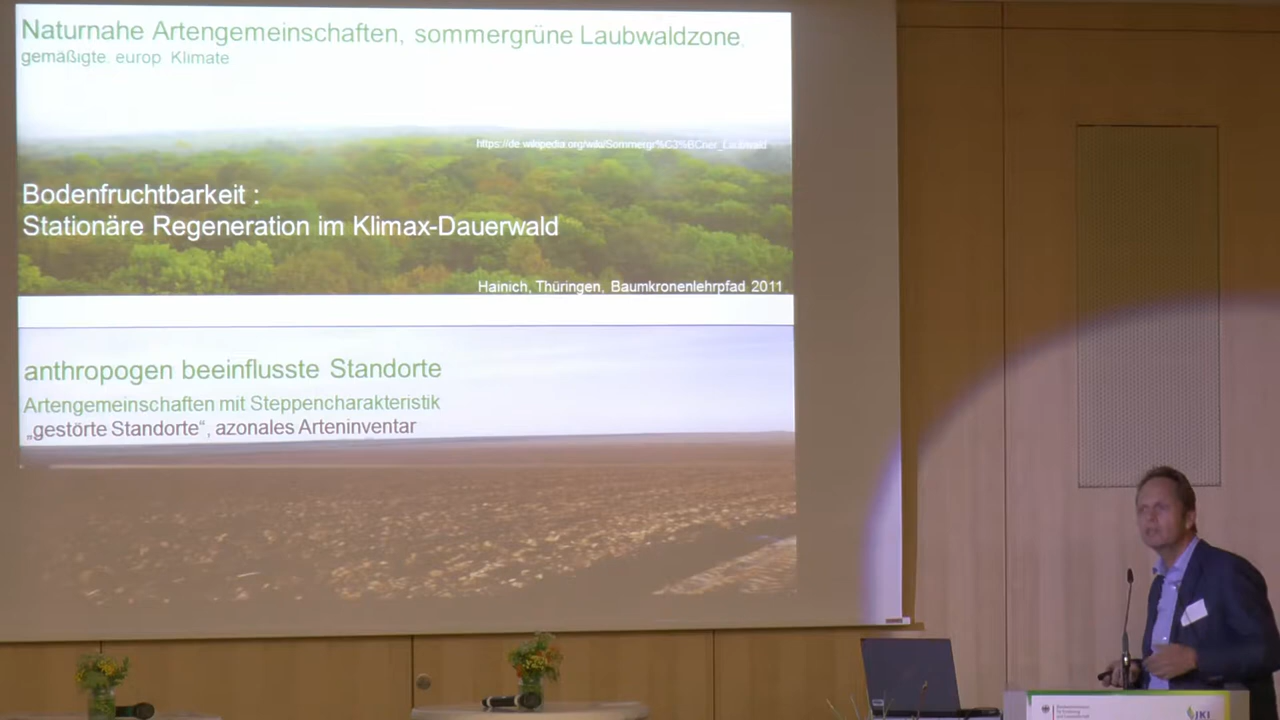 Naturnahe Artengemeinschaften, sommergrüne Laubwaldzone,
gemäßigte, europ. Klimate
https://de.wikipedia.org/wiki/Sommergr%C3%BCner_Laubwald
Bodenfruchtbarkeit :
Stationäre Regeneration im Klimax-Dauerwald
Hainich, Thüringen, Baumkronenlehrpfad 2011
anthropogen beeinflusste Standorte
Artengemeinschaften mit Steppencharakteristik
„gestörte Standorte“, azonales Arteninventar
JKI